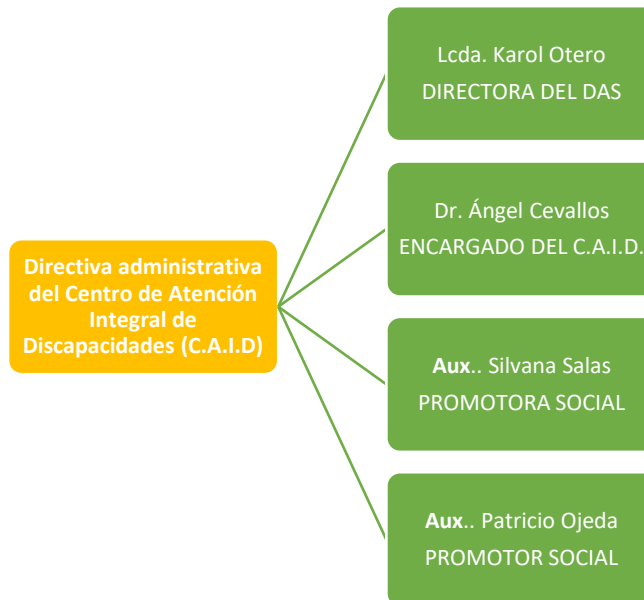 Directiva administrativa
del Centro de Atención
Integral de
Discapacidades (C.A.I.D)
Lcda. Karol Otero
DIRECTORA DEL DAS
Dr. Ángel Cevallos
ENCARGADO DEL C.A.I.D.
Aux.. Silvana Salas
PROMOTORA SOCIAL
Aux.. Patricio Ojeda
PROMOTOR SOCIAL